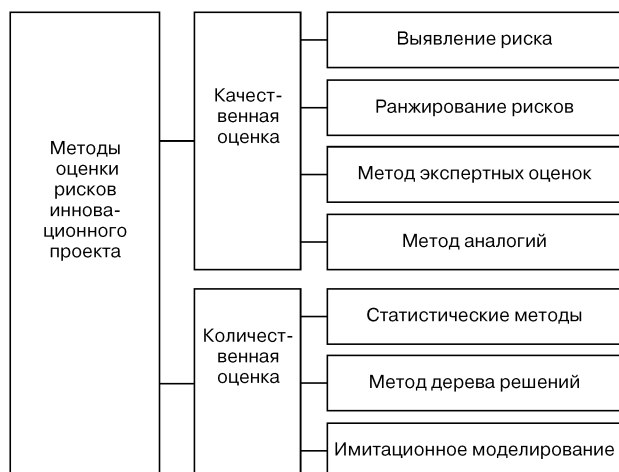 Методы
оценки
рисков
иннова-
ционного
проекта
Качест-
венная
оценка
Выявление риска
Ранжирование рисков
Метод экспертных оценок
Метод аналогий
Количест-
венная
оценка
Статистические методы
Метод дерева решений
Имитационное моделирование